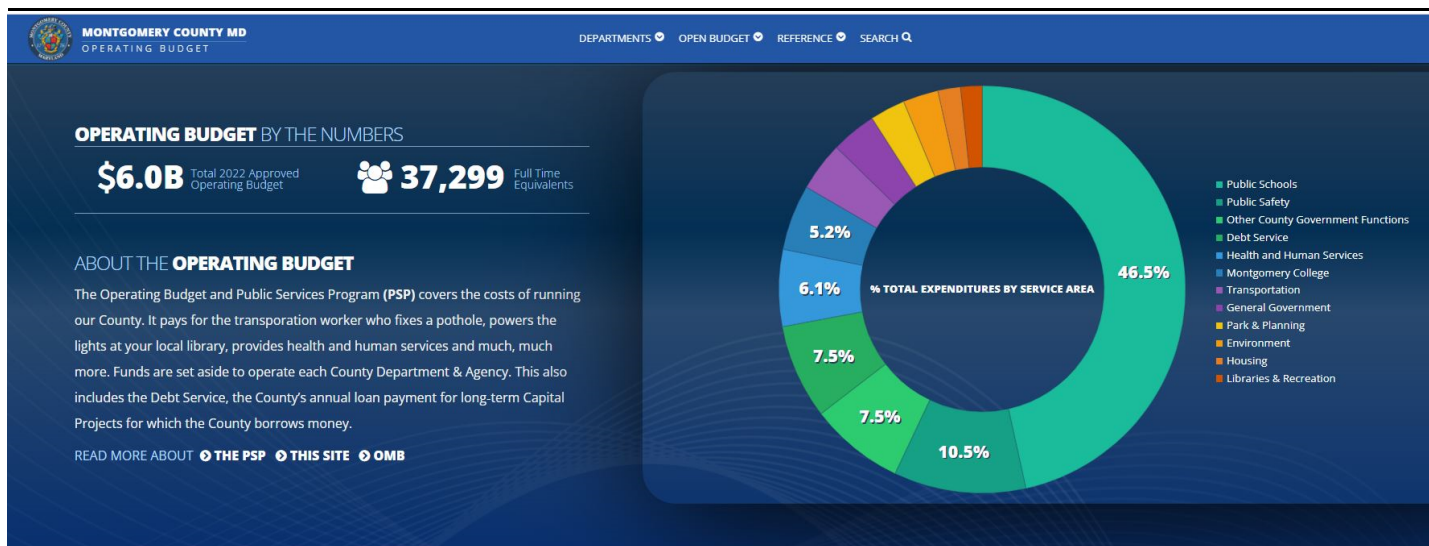 MONTGOMERY COUNTY MD
OPERATING BUDGET
DEPARTMENTS OPEN BUDGET REFERENCE SEARCH
OPERATING BUDGET BY THE NUMBERS
$6.0B Total 2022 Approved
Operating Budget
37,299 Full Time
Equivalents
ABOUT THE OPERATING BUDGET
The Operating Budget and Public Services Program (PSP) covers the costs of running
our County. It pays for the transporation worker who fixes a pothole, powers the
lights at your local library, provides health and human services and much, much
more. Funds are set aside to operate each County Department & Agency. This also
includes the Debt Service, the County's annual loan payment for long-term Capital
Projects for which the County borrows money.
READ MORE ABOUT THE PSP THIS SITE OMB
5.2%
6.1%
7.5%
7.5%
10.5%
46.5%
% TOTAL EXPENDITURES BY SERVICE AREA
Public Schools
Public Safety
Other County Government Functions
Debt Service
Health and Human Services
Montgomery College
Transportation
General Government
Park & Planning
Environment
Housing
Libraries & Recreation